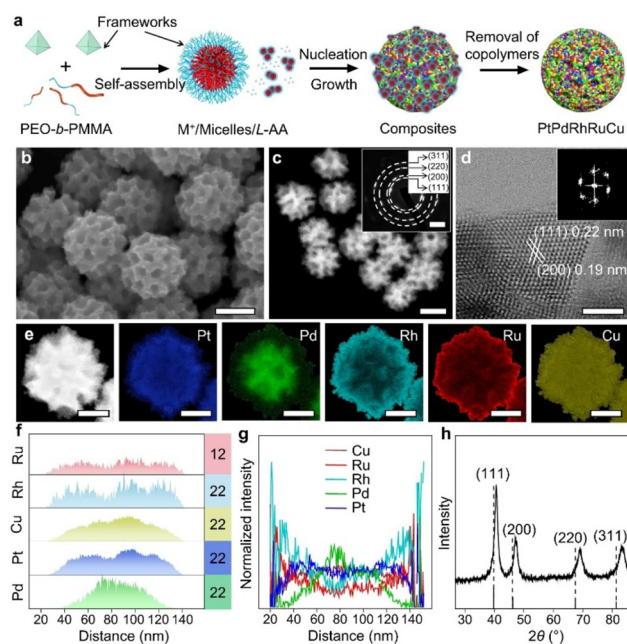 a
Frameworks
Nucleation
Removal of
copolymers
+
Self-assembly
Growth
PEO-b-PMMA
M⁺/Micelles/L-AA
Composites
PtPdRhRuCu
b
c
(311)
(220)
(200)
(111)
d
(111) 0.22 nm
(200) 0.19 nm
e
Pt
Pd
Rh
Ru
Cu
f
Ru
12
Rh
22
Cu
22
Pt
22
Pd
22
20 40 60 80 100 120 140
Distance (nm)
g
Normalized intensity
Cu
Ru
Rh
Pd
Pt
20 40 60 80 100 120 140
Distance (nm)
h
Intensity
(111)
(200)
(220)
(311)
30 40 50 60 70 80
2θ (°)